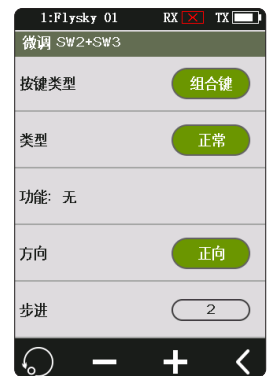 1:Flysky 01 RX TX
微调 SW2+SW3
按键类型 组合键
类型 正常
功能: 无
方向 正向
步进 2